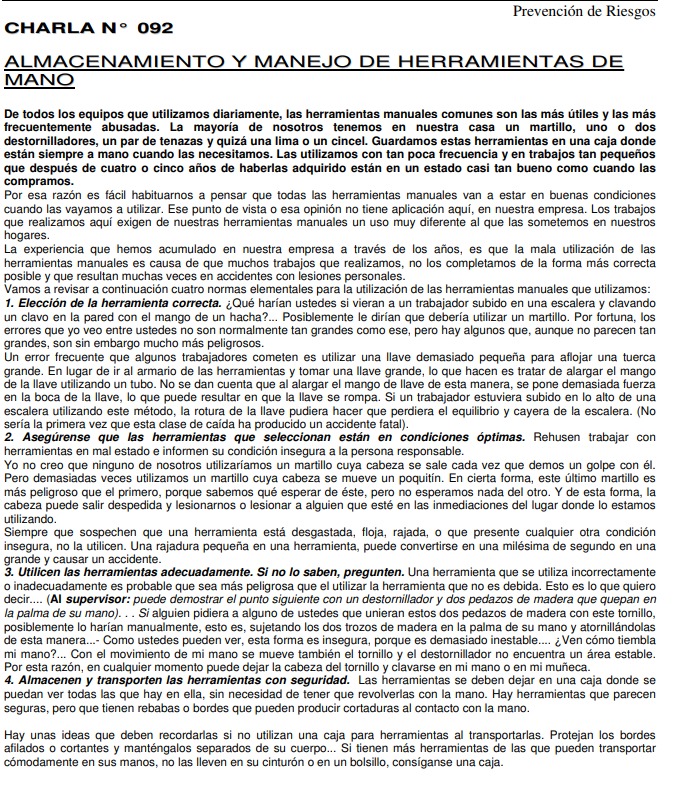 Prevención de Riesgos
CHARLA N° 092
ALMACENAMIENTO Y MANEJO DE HERRAMIENTAS DE
MANO
De todos los equipos que utilizamos diariamente, las herramientas manuales comunes son las más útiles y las más
frecuentemente abusadas. La mayoría de nosotros tenemos en nuestra casa un martillo, uno o dos
destornilladores, un par de tenazas y quizá una lima o un cincel. Guardamos estas herramientas en una caja donde
están siempre a mano cuando las necesitamos. Las utilizamos con tan poca frecuencia y en trabajos tan pequeños
que después de cuatro o cinco años de haberlas adquirido están en un estado casi tan bueno como cuando las
compramos.
Por esa razón es fácil habituarnos a pensar que todas las herramientas manuales van a estar en buenas condiciones
cuando las vayamos a utilizar. Ese punto de vista o esa opinión no tiene aplicación aquí, en nuestra empresa. Los trabajos
que realizamos aquí exigen de nuestras herramientas manuales un uso muy diferente al que las sometemos en nuestros
hogares.
La experiencia que hemos acumulado en nuestra empresa a través de los años, es que la mala utilización de las
herramientas manuales es causa de que muchos trabajos que realizamos, no los completamos de la forma más correcta
posible y que resultan muchas veces en accidentes con lesiones personales.
Vamos a revisar a continuación cuatro normas elementales para la utilización de las herramientas manuales que utilizamos:
1. Elección de la herramienta correcta. ¿Qué harían ustedes si vieran a un trabajador subido en una escalera y clavando
un clavo en la pared con el mango de un hacha?... Posiblemente le dirían que debería utilizar un martillo. Por fortuna, los
errores que yo veo entre ustedes no son normalmente tan grandes como ese, pero hay algunos que, aunque no parecen tan
grandes, son sin embargo mucho más peligrosos.
Un error frecuente que algunos trabajadores cometen es utilizar una llave demasiado pequeña para aflojar una tuerca
grande. En lugar de ir al armario de las herramientas y tomar una llave grande, lo que hacen es tratar de alargar el mango
de la llave utilizando un tubo. No se dan cuenta que al alargar el mango de llave de esta manera, se pone demasiada fuerza
en la boca de la llave, lo que puede resultar en que la llave se rompa. Si un trabajador estuviera subido en lo alto de una
escalera utilizando este método, la rotura de la llave pudiera hacer que perdiera el equilibrio y cayera de la escalera. (No
sería la primera vez que esta clase de caída ha producido un accidente fatal).
2. Asegúrense que las herramientas que seleccionan están en condiciones óptimas. Rehusen trabajar con
herramientas en mal estado e informen su condición insegura a la persona responsable.
Yo no creo que ninguno de nosotros utilizaríamos un martillo cuya cabeza se sale cada vez que demos un golpe con él.
Pero demasiadas veces utilizamos un martillo cuya cabeza se mueve un poquitín. En cierta forma, este último martillo es
más peligroso que el primero, porque sabemos qué esperar de éste, pero no esperamos nada del otro. Y de esta forma, la
cabeza puede salir despedida y lesionarnos o lesionar a alguien que esté en las inmediaciones del lugar donde lo estamos
utilizando.
Siempre que sospechen que una herramienta está desgastada, floja, rajada, o que presente cualquier otra condición
insegura, no la utilicen. Una rajadura pequeña en una herramienta, puede convertirse en una milésima de segundo en una
grande y causar un accidente.
3. Utilicen las herramientas adecuadamente. Si no lo saben, pregunten. Una herramienta que se utiliza incorrectamente
o inadecuadamente es probable que sea más peligrosa que el utilizar la herramienta que no es debida. Esto es lo que quiero
decir.... (Al supervisor: puede demostrar el punto siguiente con un destornillador y dos pedazos de madera que quepan en
la palma de su mano). . . Si alguien pidiera a alguno de ustedes que unieran estos dos pedazos de madera con este tornillo,
posiblemente lo harían manualmente, esto es, sujetando los dos trozos de madera en la palma de su mano y atornillándolas
de esta manera...- Como ustedes pueden ver, esta forma es insegura, porque es demasiado inestable.... ¿Ven cómo tiembla
mi mano?... Con el movimiento de mi mano se mueve también el tornillo y el destornillador no encuentra un área estable.
Por esta razón, en cualquier momento puede dejar la cabeza del tornillo y clavarse en mi mano o en mi muñeca.
4. Almacenen y transporten las herramientas con seguridad. Las herramientas se deben dejar en una caja donde se
puedan ver todas las que hay en ella, sin necesidad de tener que revolverlas con la mano. Hay herramientas que parecen
seguras, pero que tienen rebabas o bordes que pueden producir cortaduras al contacto con la mano.
Hay unas ideas que deben recordarlas si no utilizan una caja para herramientas al transportarlas. Protejan los bordes
afilados o cortantes y manténgalos separados de su cuerpo... Si tienen más herramientas de las que pueden transportar
cómodamente en sus manos, no las lleven en su cinturón o en un bolsillo, consíganse una caja.